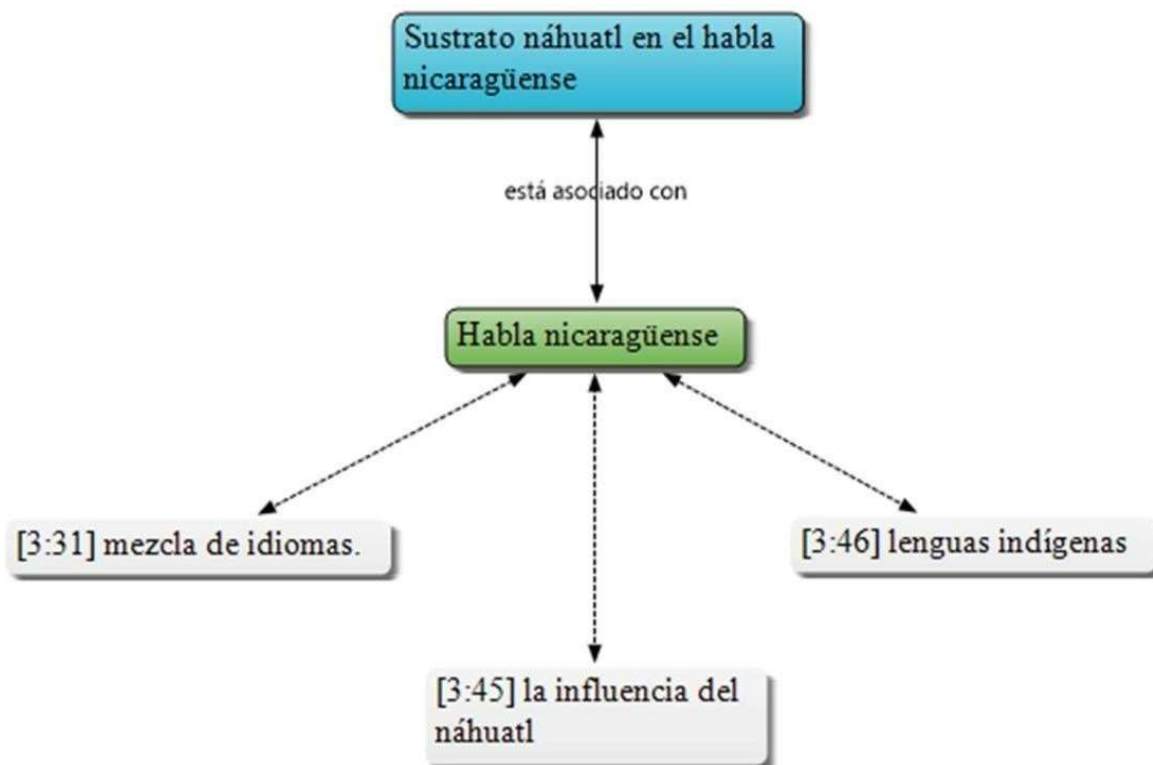 Sustrato náhuatl en el habla
nicaragüense
está asociado con
Habla nicaragüense
[3:31] mezcla de idiomas.
[3:46] lenguas indígenas
[3:45] la influencia del
náhuatl